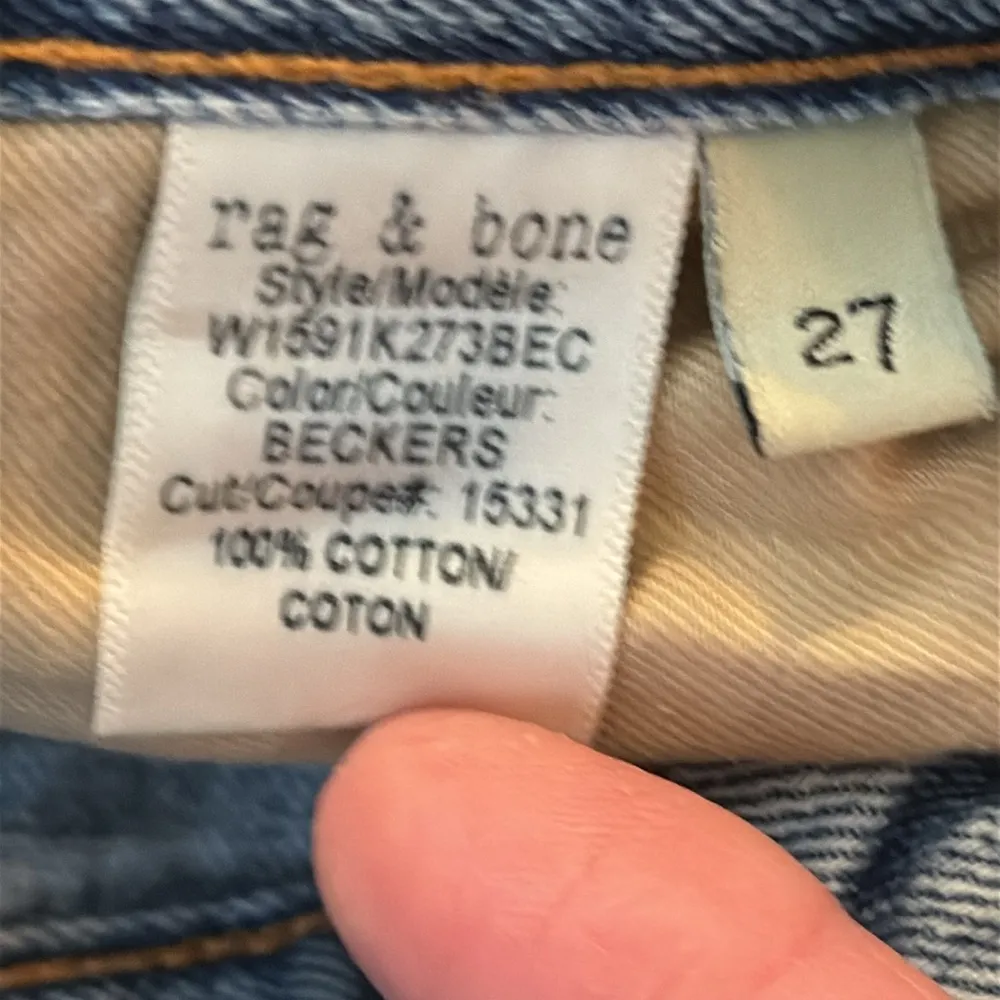 rag & bone
Style/Modèle:
W1591K273BEC
Color/Couleur:
BECKERS
Cut/Coupe#: 15331
100% COTTON/
COTON
27